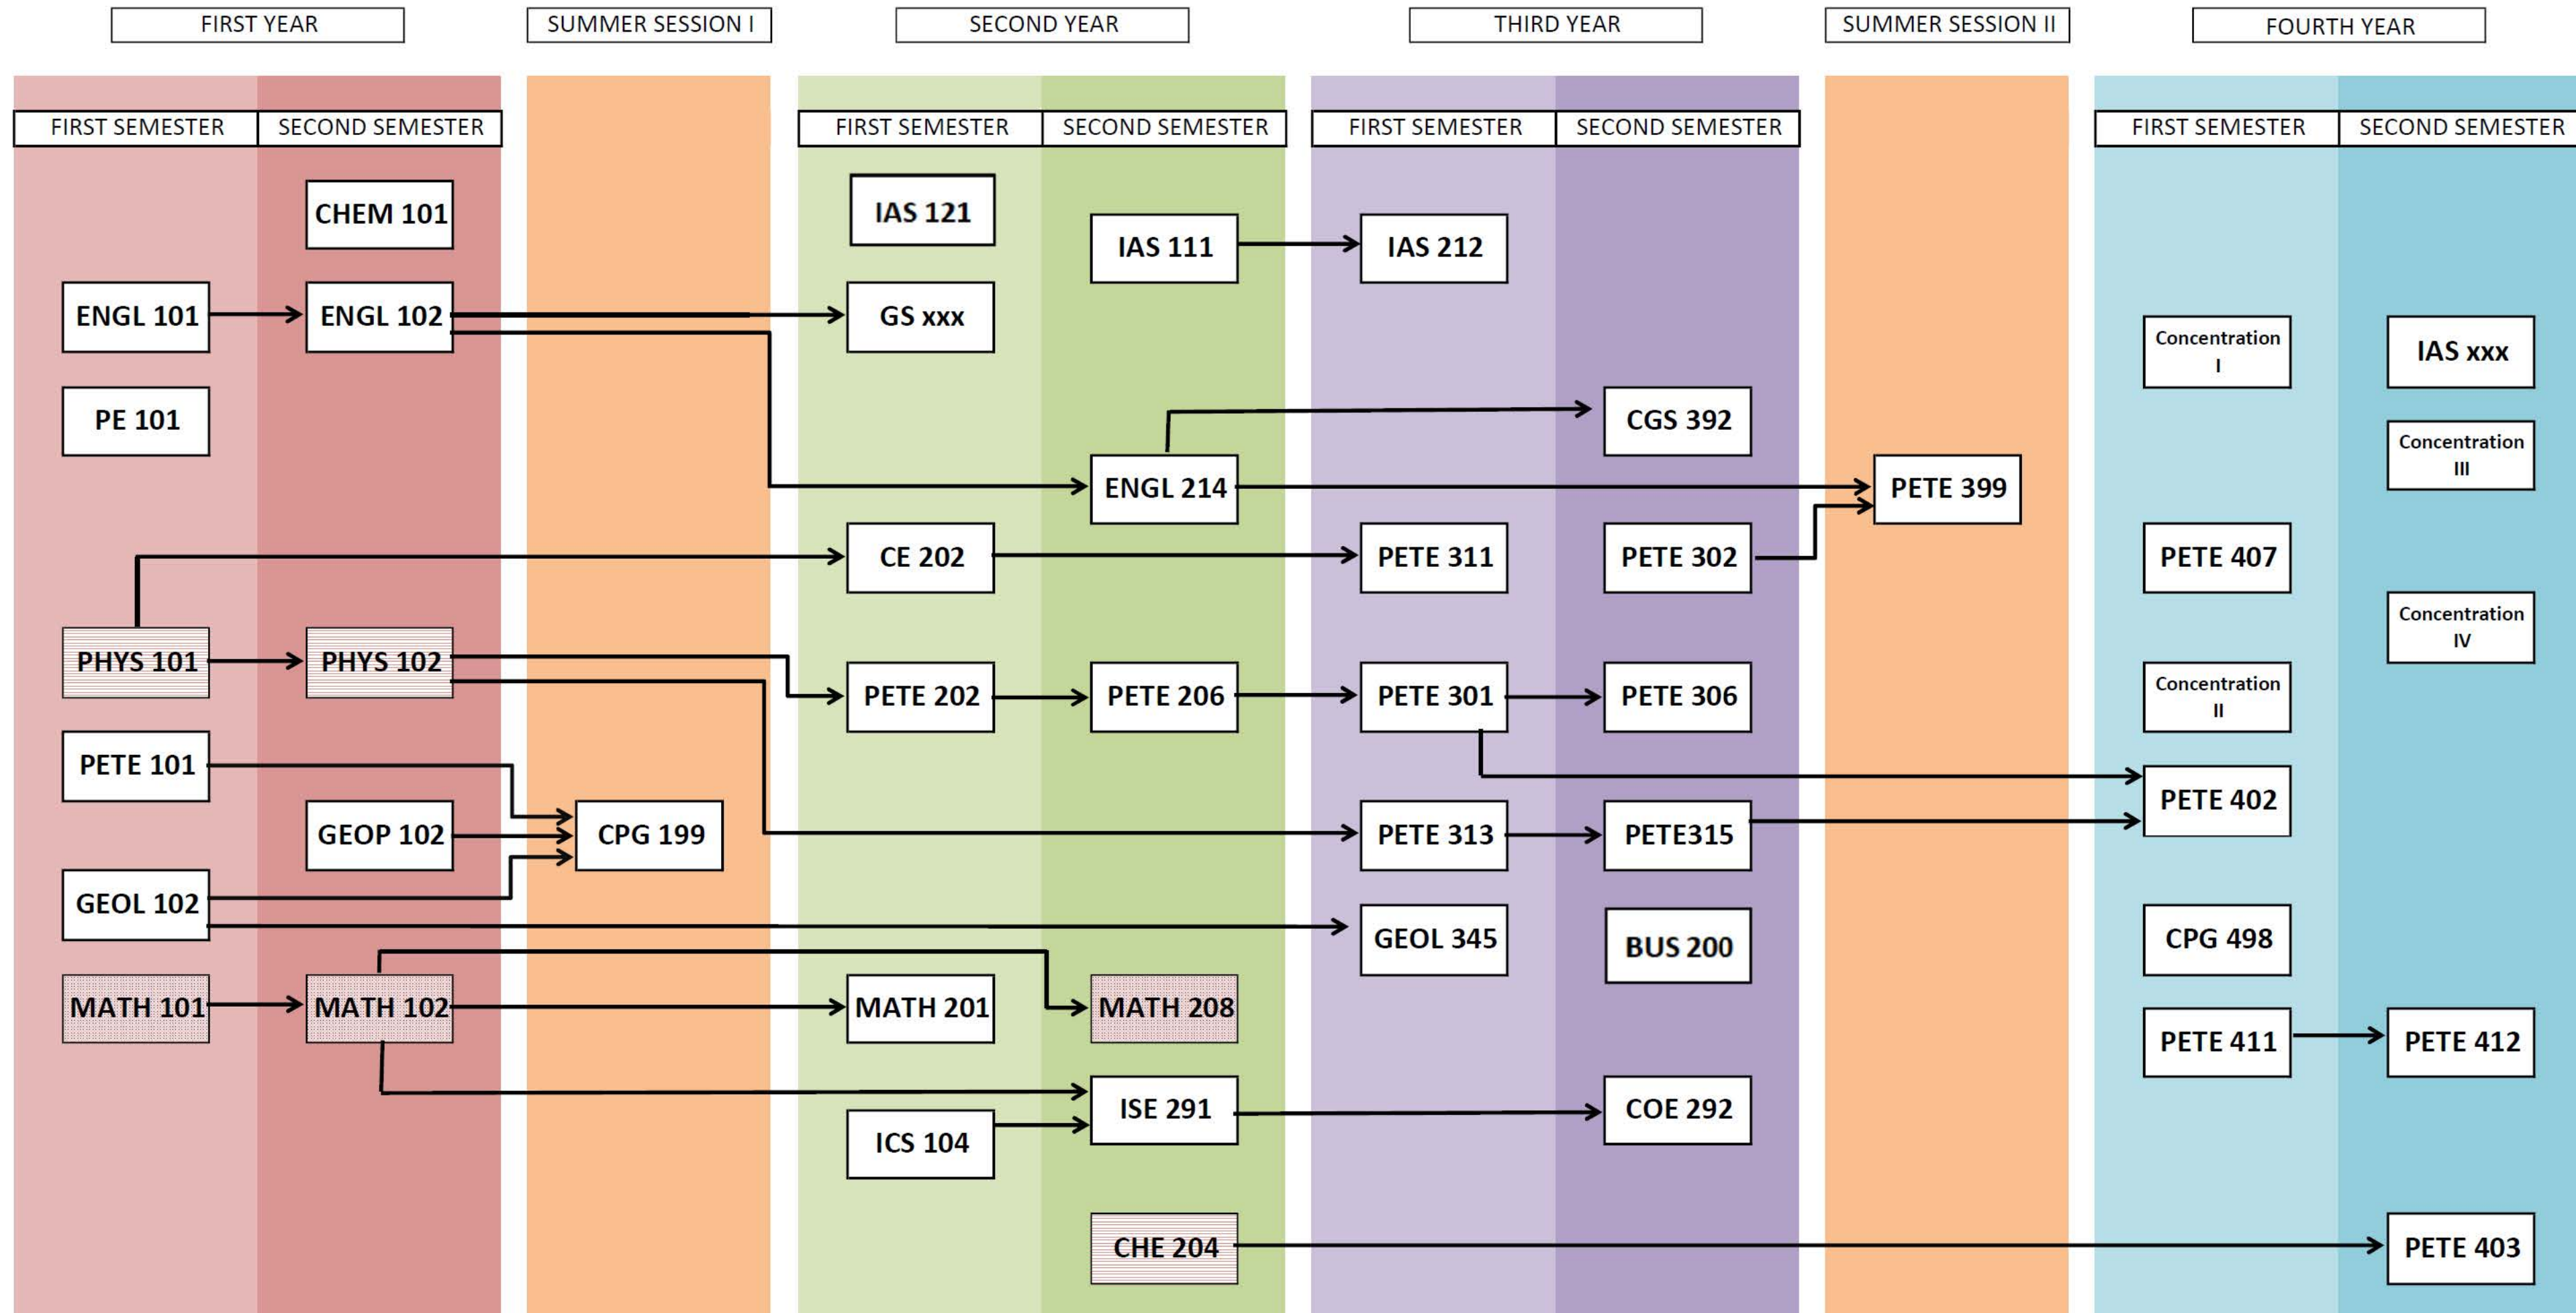 FIRST YEAR
SUMMER SESSION I
SECOND YEAR
THIRD YEAR
SUMMER SESSION II
FOURTH YEAR
FIRST SEMESTER
SECOND SEMESTER
FIRST SEMESTER
SECOND SEMESTER
FIRST SEMESTER
SECOND SEMESTER
FIRST SEMESTER
SECOND SEMESTER
ENGL 101
PE 101
PHYS 101
PETE 101
GEOL 102
MATH 101
CHEM 101
ENGL 102
PHYS 102
GEOP 102
MATH 102
CPG 199
IAS 121
GS xxx
CE 202
PETE 202
MATH 201
ICS 104
IAS 111
ENGL 214
PETE 206
MATH 208
ISE 291
CHE 204
IAS 212
PETE 311
PETE 301
PETE 313
GEOL 345
CGS 392
PETE 302
PETE 306
PETE315
BUS 200
COE 292
PETE 399
Concentration
I
PETE 407
Concentration
II
PETE 402
CPG 498
PETE 411
IAS xxx
Concentration
III
Concentration
IV
PETE 412
PETE 403